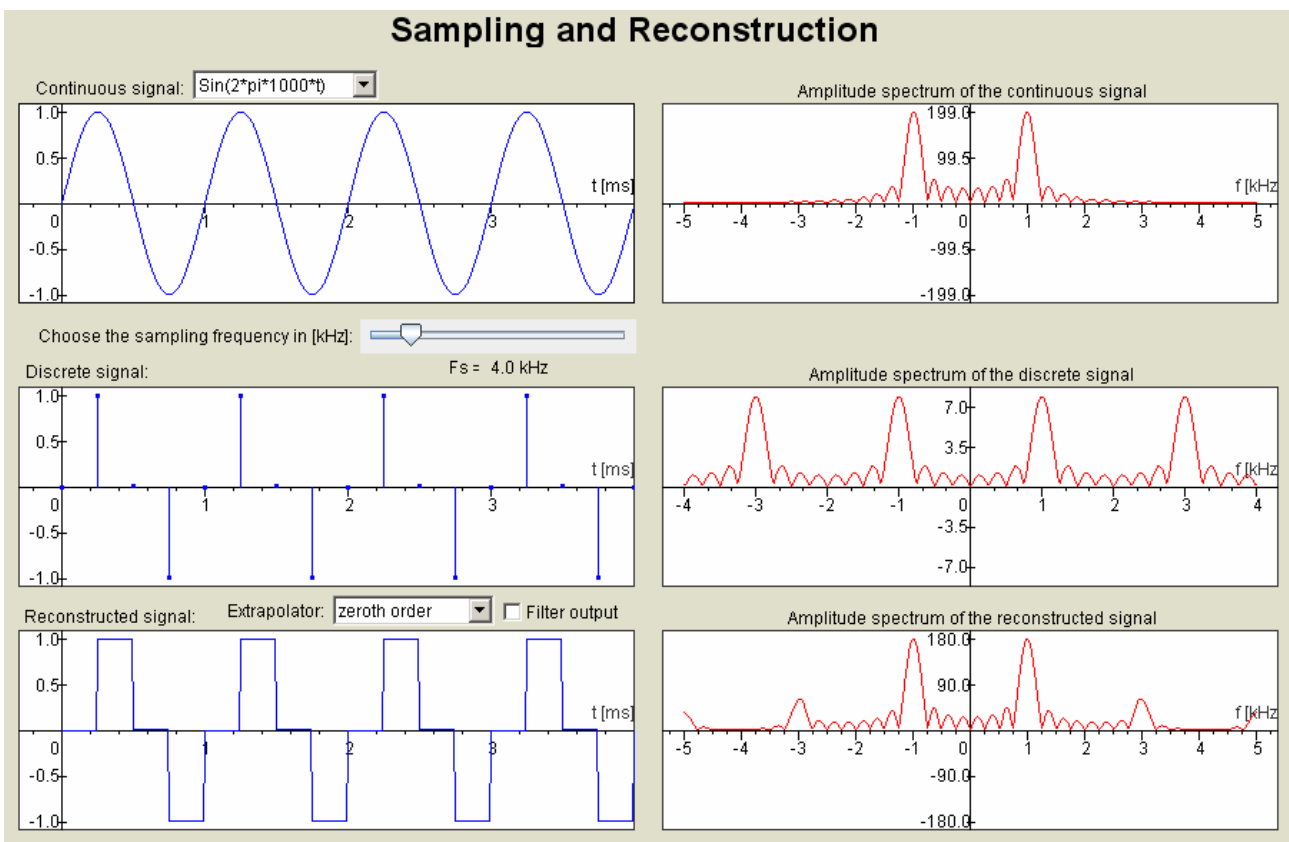 Sampling and Reconstruction
Continuous signal: Sin(2*pi*1000*t)
Amplitude spectrum of the continuous signal
1.0
0.5
t [ms]
0
1
2
3
-0.5
-1.0
199.0
99.5
f [kHz
-5 -4 -3 -2 -1 0 1 2 3 4 5
-99.5
-199.0
Choose the sampling frequency in [kHz]:
Fs = 4.0 kHz
Discrete signal:
Amplitude spectrum of the discrete signal
1.0
0.5
t [ms]
0
1
2
3
-0.5
-1.0
7.0
3.5
f [kHz
-4 -3 -2 -1 0 1 2 3 4
-3.5
-7.0
Reconstructed signal: Extrapolator: zeroth order Filter output
Amplitude spectrum of the reconstructed signal
1.0
0.5
t [ms]
0
1
2
3
-0.5
-1.0
180.0
90.0
f [kHz
-5 -4 -3 -2 -1 0 1 2 3 4 5
-90.0
-180.0